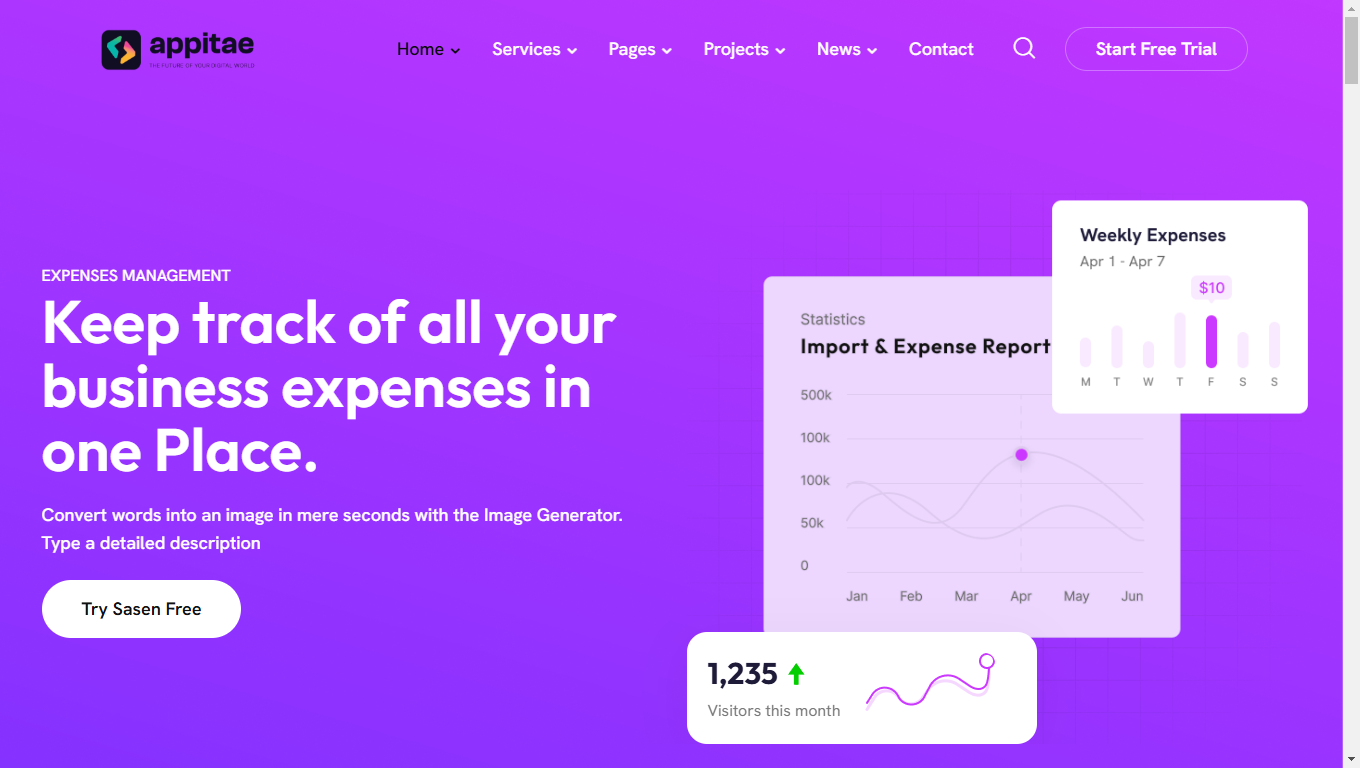 appitae
THE FUTURE OF YOUR DIGITAL WORLD
Home Services Pages Projects News Contact Start Free Trial
EXPENSES MANAGEMENT
Keep track of all your
business expenses in
one Place.
Convert words into an image in mere seconds with the Image Generator.
Type a detailed description
Try Sasen Free
Weekly Expenses
Apr 1 - Apr 7
$10
M T W T F S S
Statistics
Import & Expense Report
500k
100k
100k
50k
0
Jan Feb Mar Apr May Jun
1,235
Visitors this month